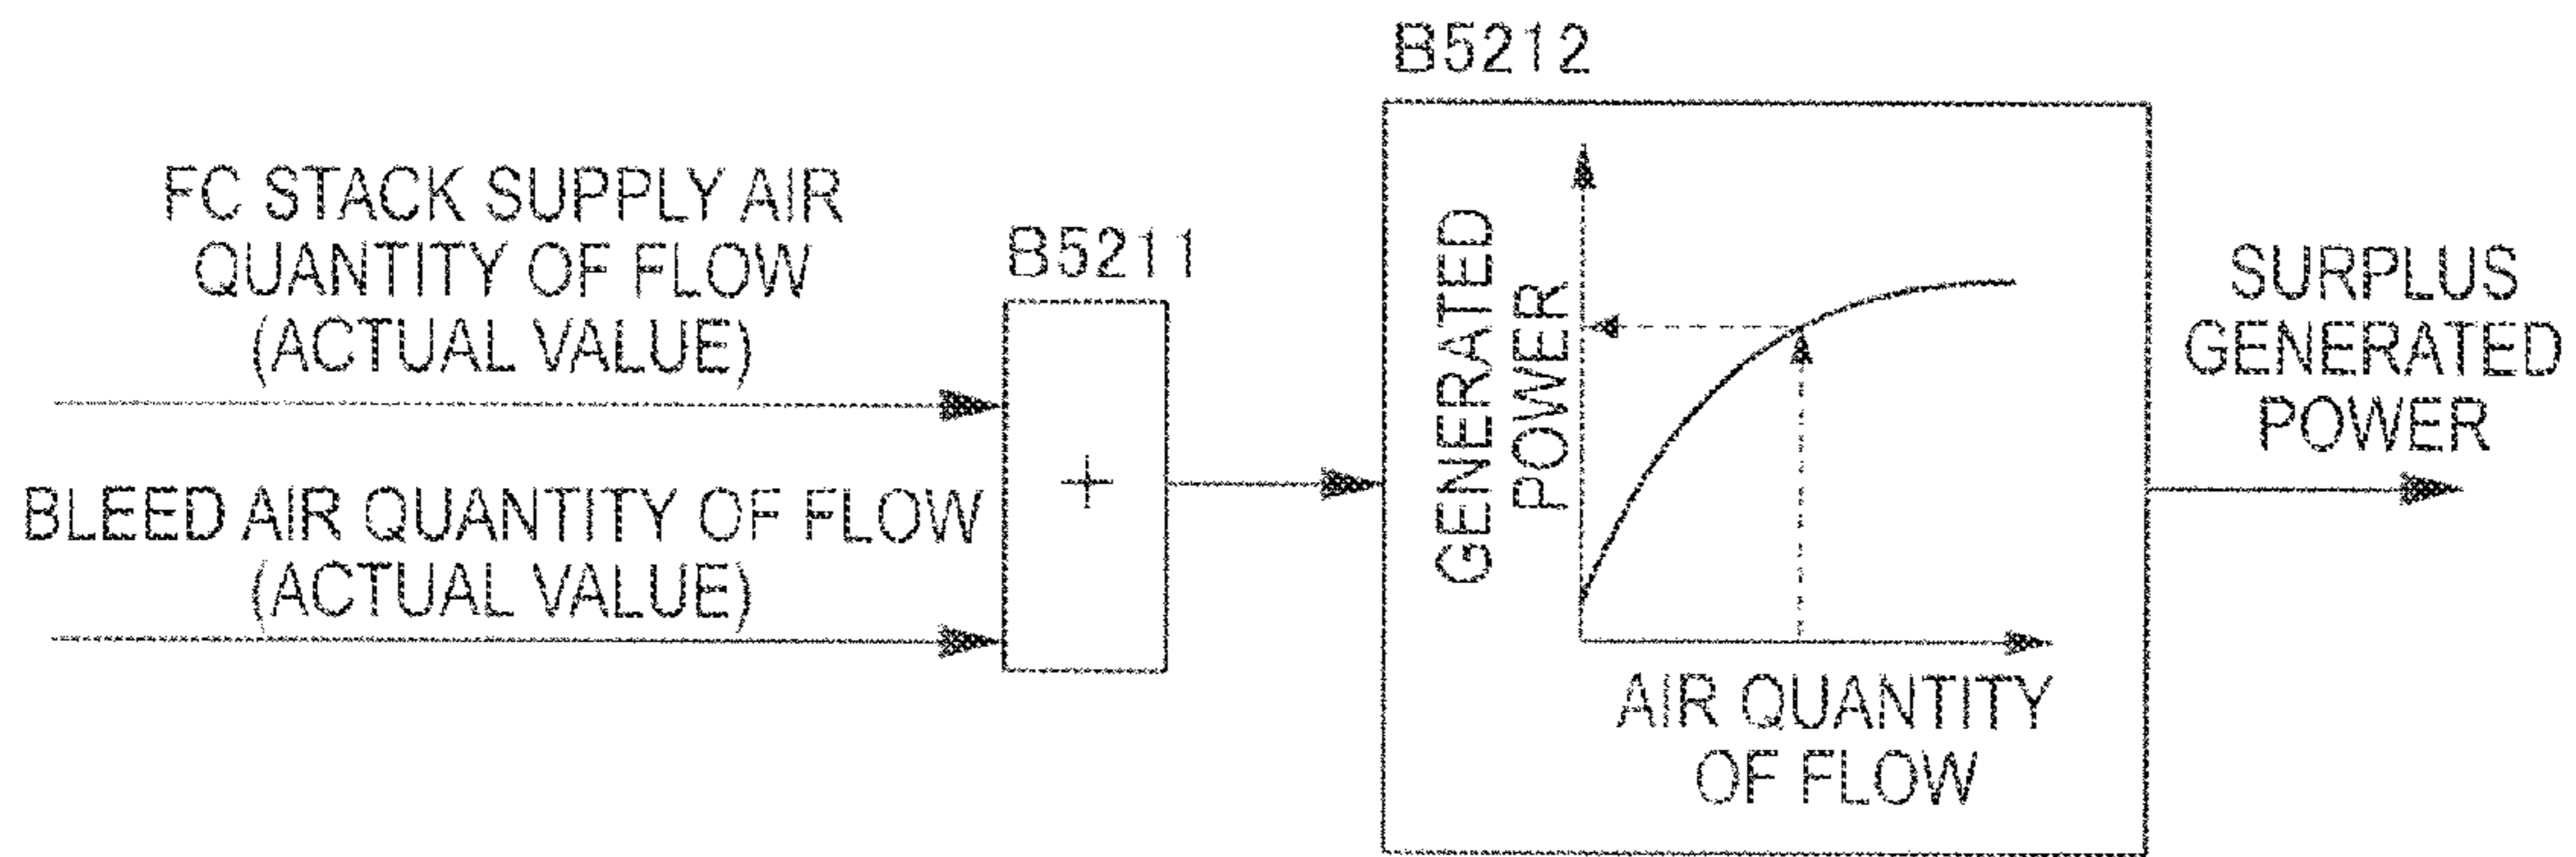 B5212
FC STACK SUPPLY AIR
QUANTITY OF FLOW
(ACTUAL VALUE)
B5211
BLEED AIR QUANTITY OF FLOW
(ACTUAL VALUE)
+
GENERATED
POWER
AIR QUANTITY
OF FLOW
SURPLUS
GENERATED
POWER